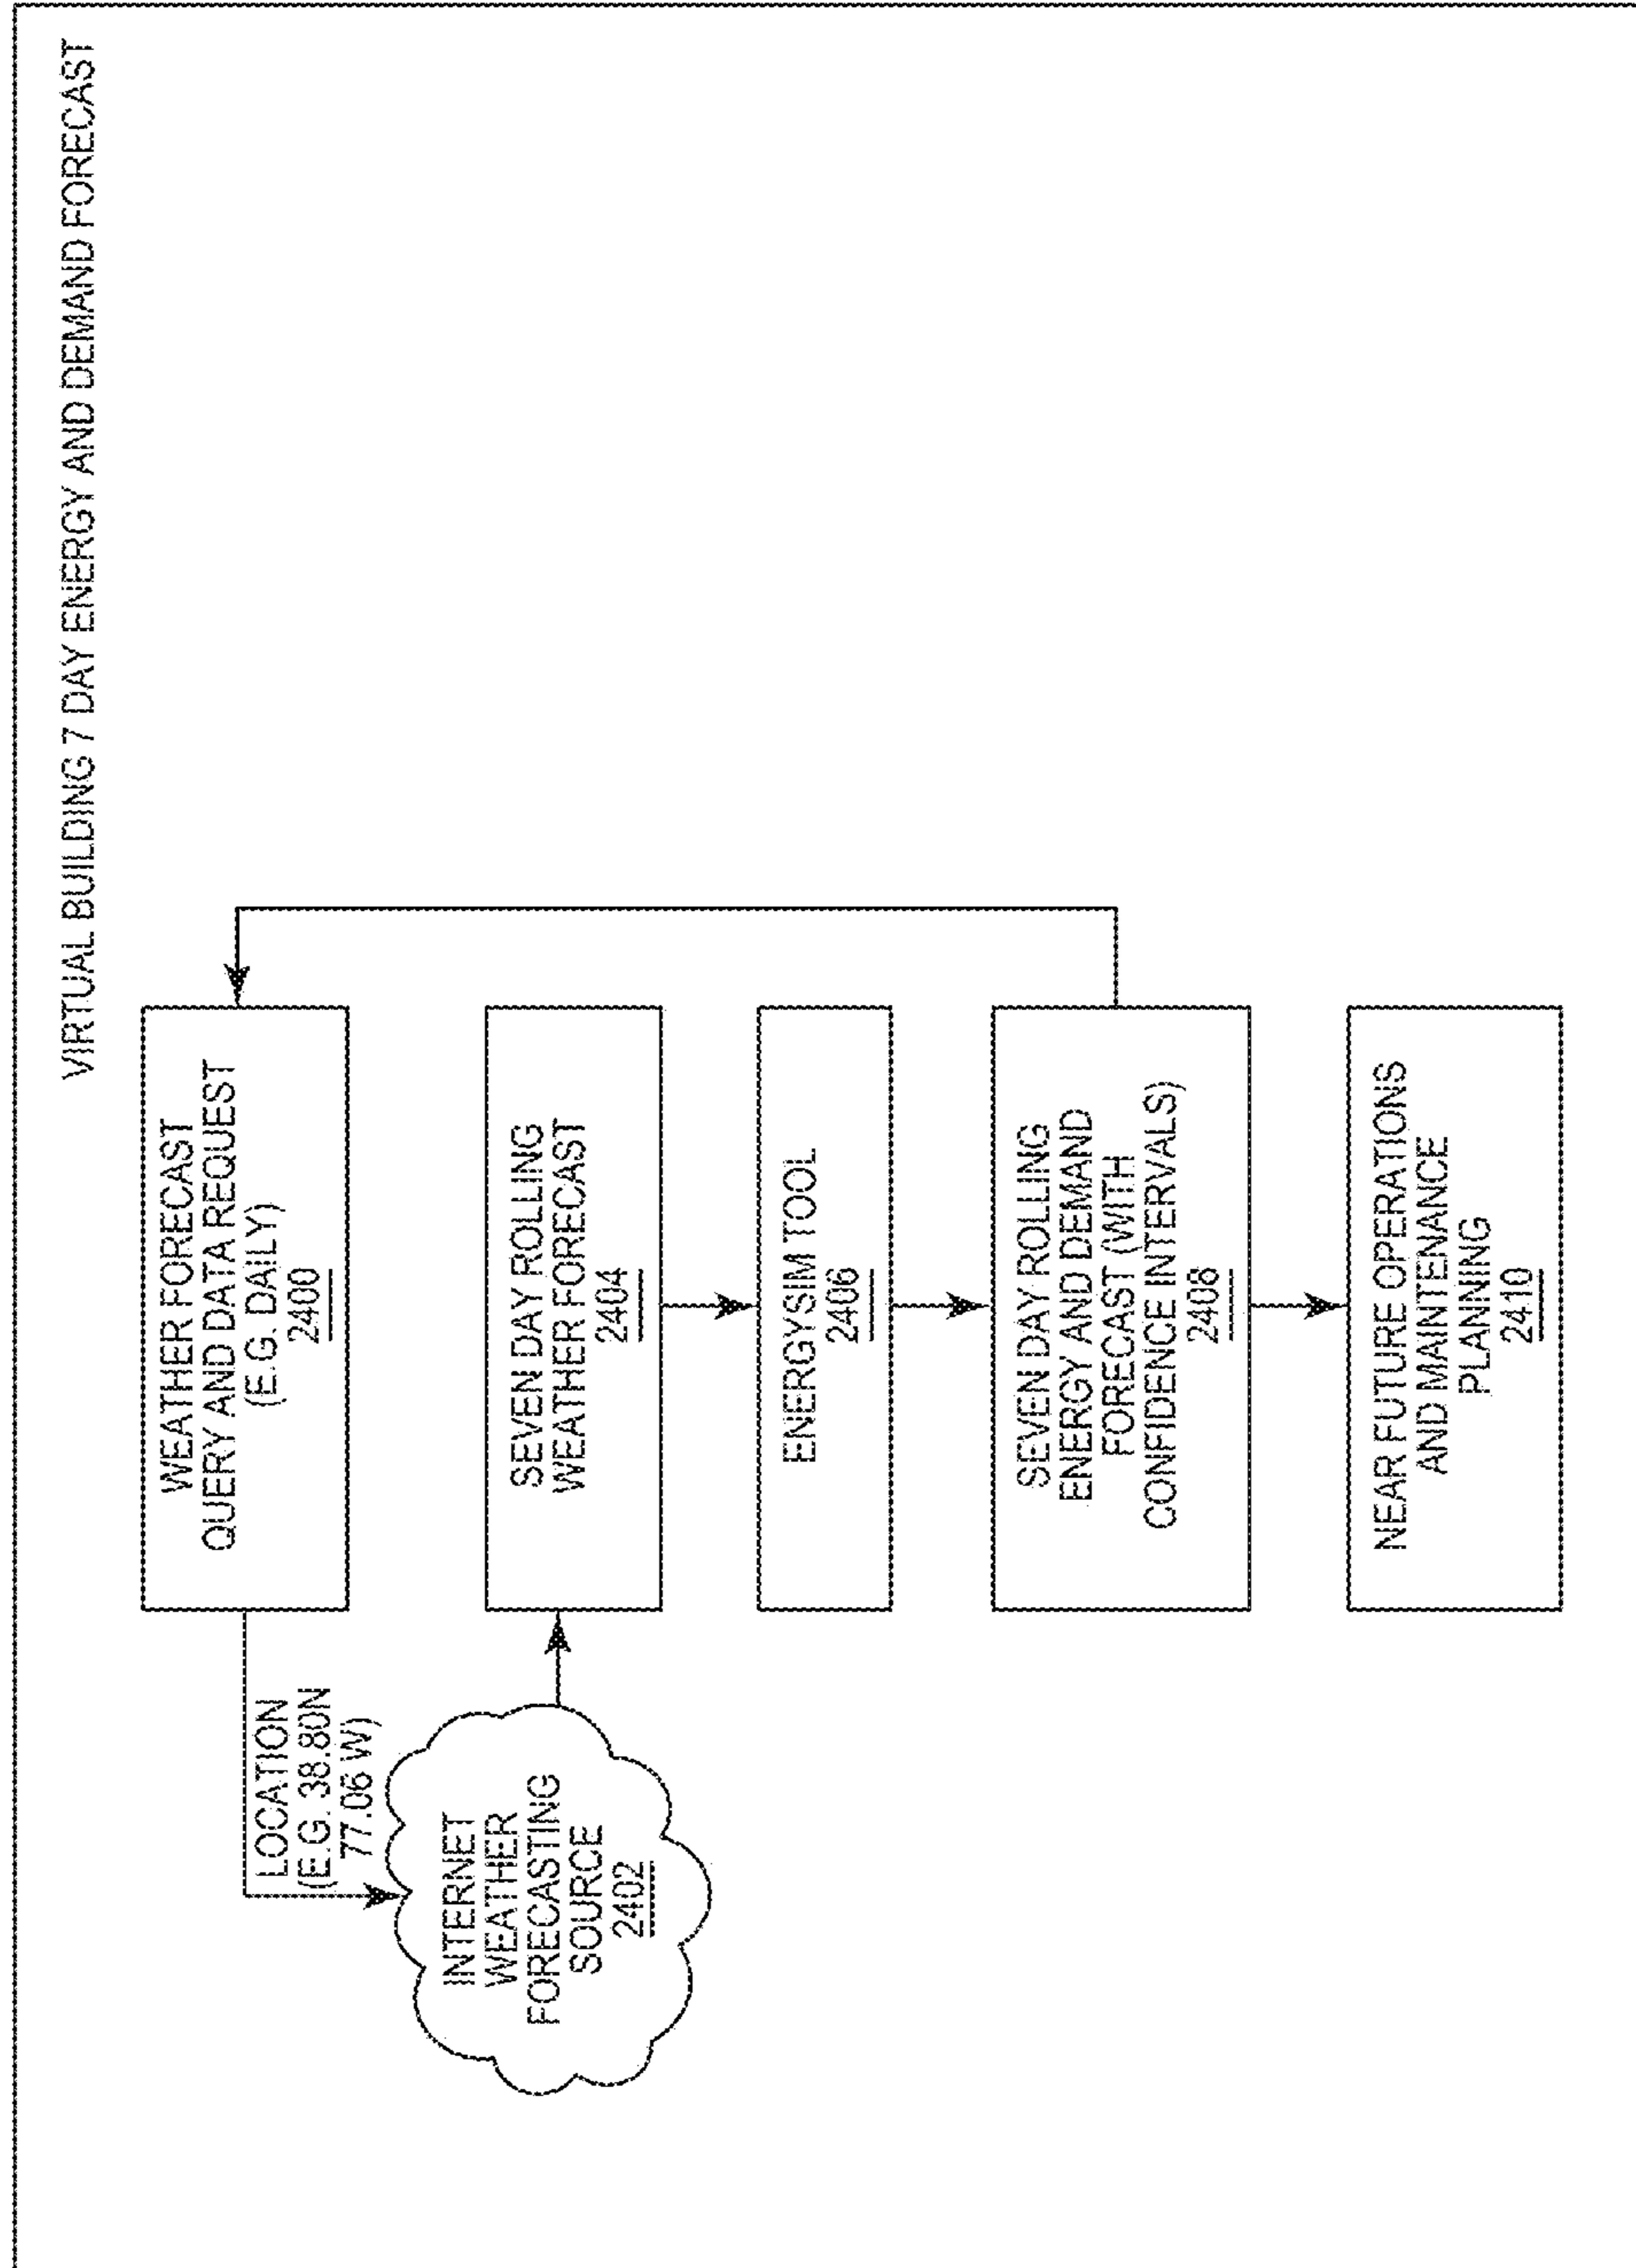 VIRTUAL BUILDING 7 DAY ENERGY AND DEMAND FORECAST
WEATHER FORECAST
QUERY AND DATA REQUEST
(E.G. DAILY)
2400
LOCATION
(E.G. 38.80N
77.06 W)
INTERNET
WEATHER
FORECASTING
SOURCE
2402
SEVEN DAY ROLLING
WEATHER FORECAST
2404
ENERGYSIM TOOL
2406
SEVEN DAY ROLLING
ENERGY AND DEMAND
FORECAST (WITH
CONFIDENCE INTERVALS)
2408
NEAR FUTURE OPERATIONS
AND MAINTENANCE
PLANNING
2410